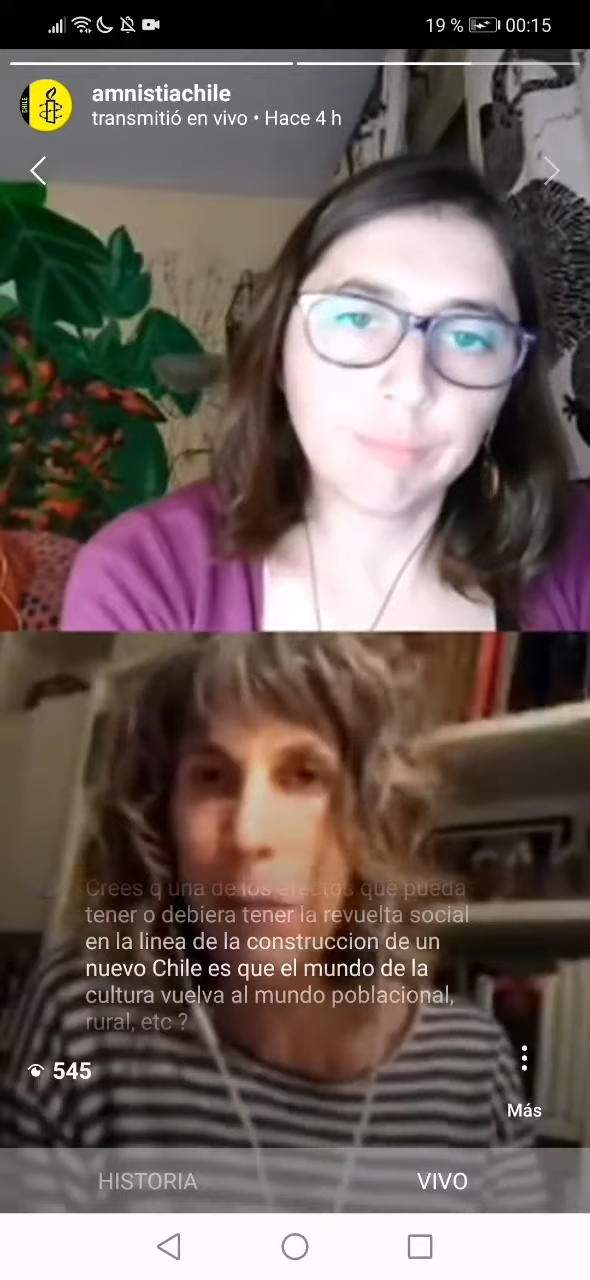 19 % 00:15
CHILE
amnistiachile
transmitió en vivo • Hace 4 h
Crees q una de los efectos que pueda
tener o debiera tener la revuelta social
en la linea de la construccion de un
nuevo Chile es que el mundo de la
cultura vuelva al mundo poblacional,
rural, etc ?
545
Más
HISTORIA VIVO